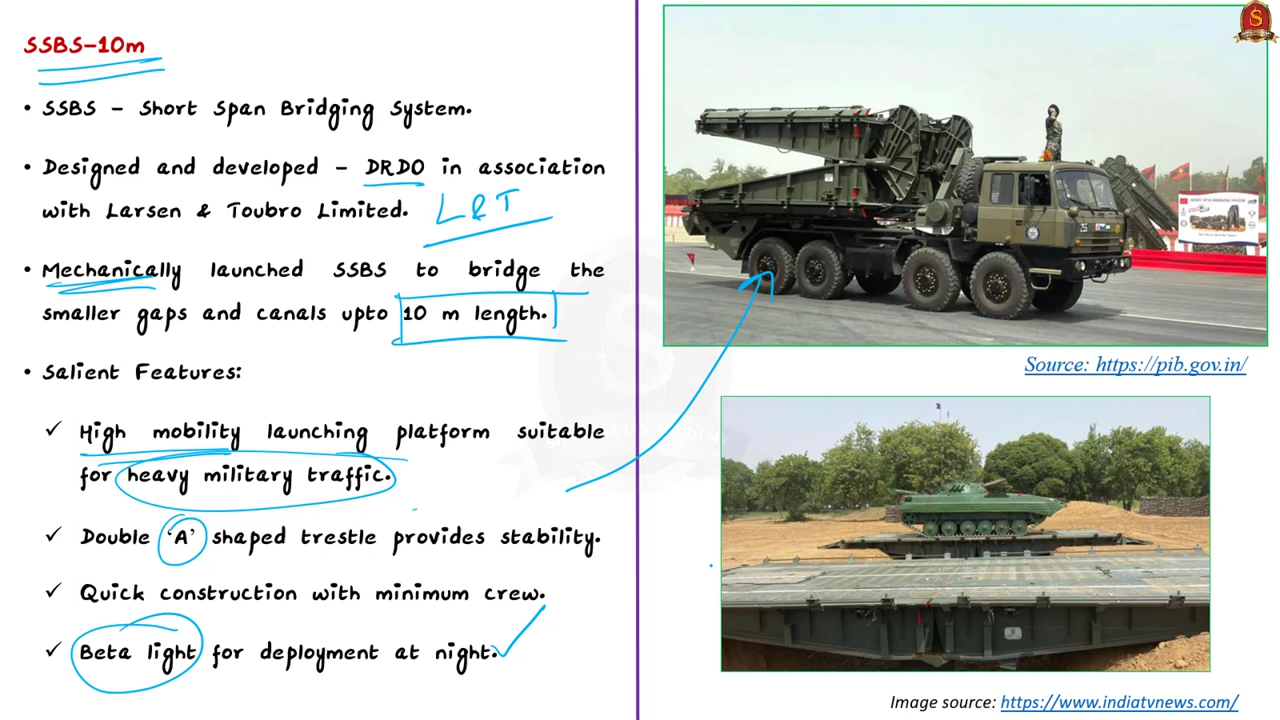 SSBS-10m
• SSBS - Short Span Bridging System.
• Designed and developed - DRDO in association
with Larsen & Toubro Limited.
L & T
• Mechanically launched SSBS to bridge the
smaller gaps and canals upto 10 m length.
• Salient Features:
✓ High mobility launching platform suitable
for heavy military traffic.
✓ Double 'A' shaped trestle provides stability.
✓ Quick construction with minimum crew.
✓ Beta light for deployment at night.
Source: https://pib.gov.in/
Image source: https://www.indiatvnews.com/